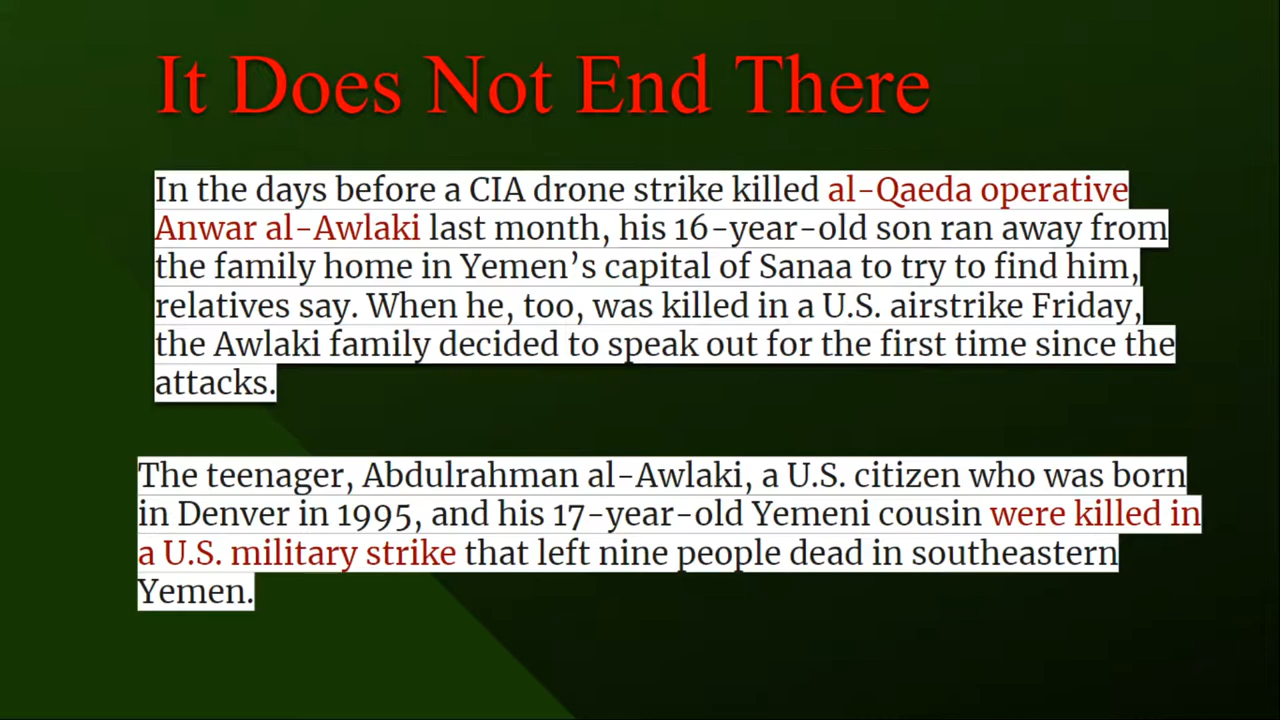 It Does Not End There
In the days before a CIA drone strike killed al-Qaeda operative
Anwar al-Awlaki last month, his 16-year-old son ran away from
the family home in Yemen’s capital of Sanaa to try to find him,
relatives say. When he, too, was killed in a U.S. airstrike Friday,
the Awlaki family decided to speak out for the first time since the
attacks.
The teenager, Abdulrahman al-Awlaki, a U.S. citizen who was born
in Denver in 1995, and his 17-year-old Yemeni cousin were killed in
a U.S. military strike that left nine people dead in southeastern
Yemen.